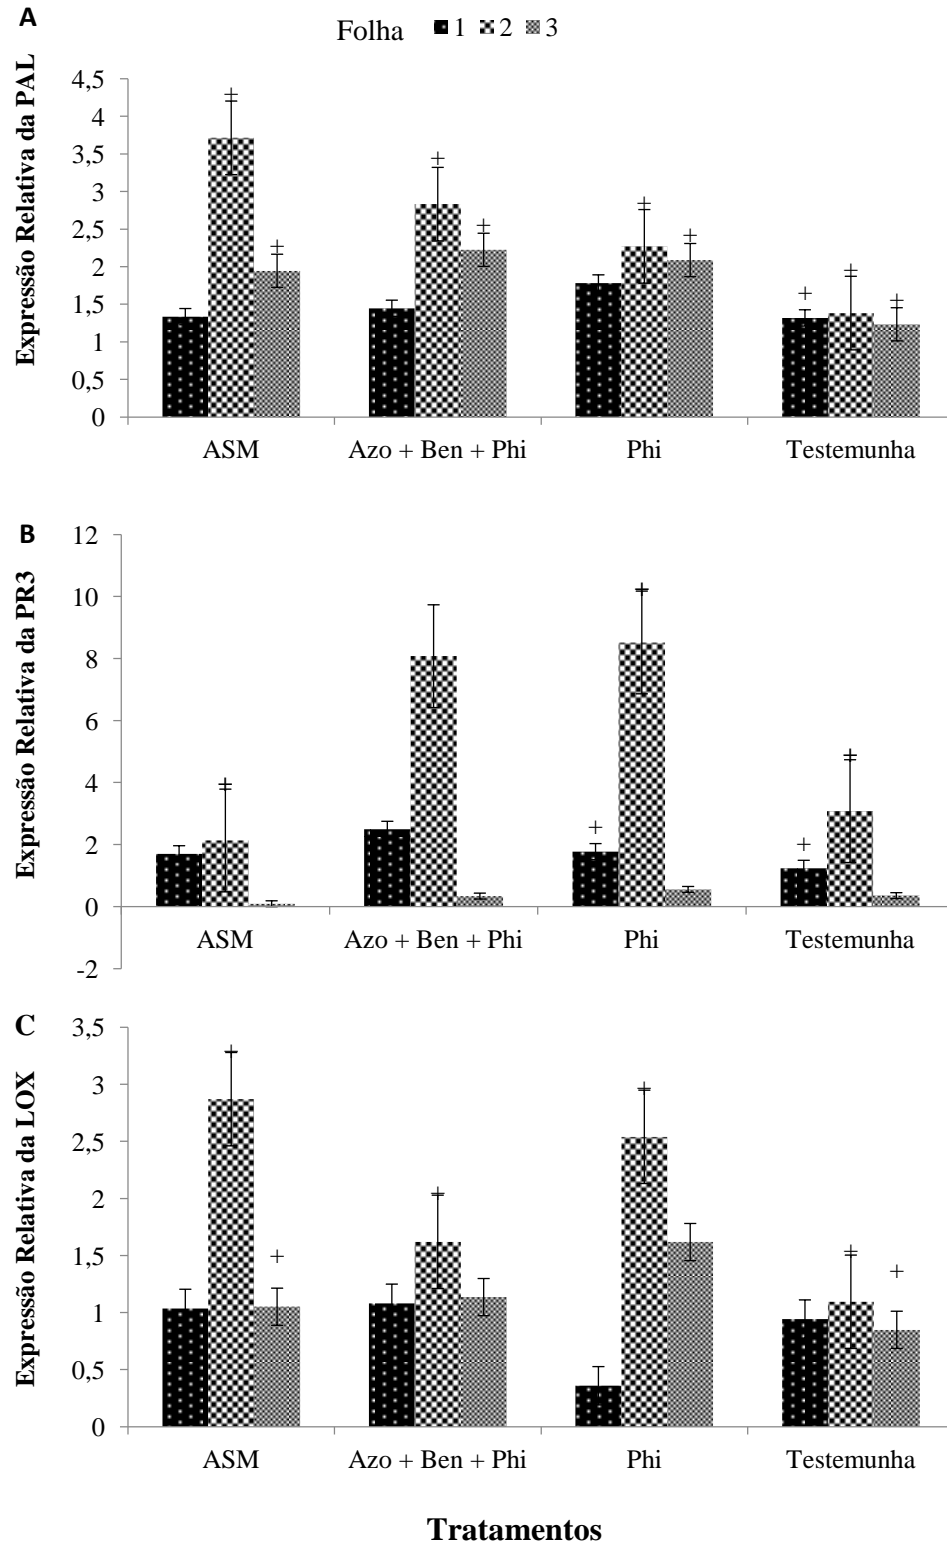 A
Folha 1 2 3
Expressão Relativa da PAL
4,5
4
3,5
3
2,5
2
1,5
1
0,5
0
ASM Azo + Ben + Phi Phi Testemunha
B
Expressão Relativa da PR3
12
10
8
6
4
2
0
-2
ASM Azo + Ben + Phi Phi Testemunha
C
Expressão Relativa da LOX
3,5
3
2,5
2
1,5
1
0,5
0
ASM Azo + Ben + Phi Phi Testemunha
Tratamentos